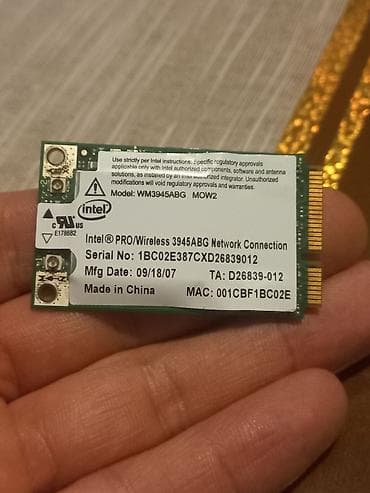 Use strictly per Intel instructions. Specific regulatory approvals
applicable only with Intel authorized components, software and antenna
solutions, as installed by an Intel authorized integrator. Unauthorized
modifications will void regulatory approvals and warranties.
Model: WM3945ABG MOW2
intel
c RU US
E178882
Intel® PRO/Wireless 3945ABG Network Connection
Serial No: 1BC02E387CXD26839012
Mfg Date: 09/18/07 TA: D26839-012
Made in China MAC: 001CBF1BC02E